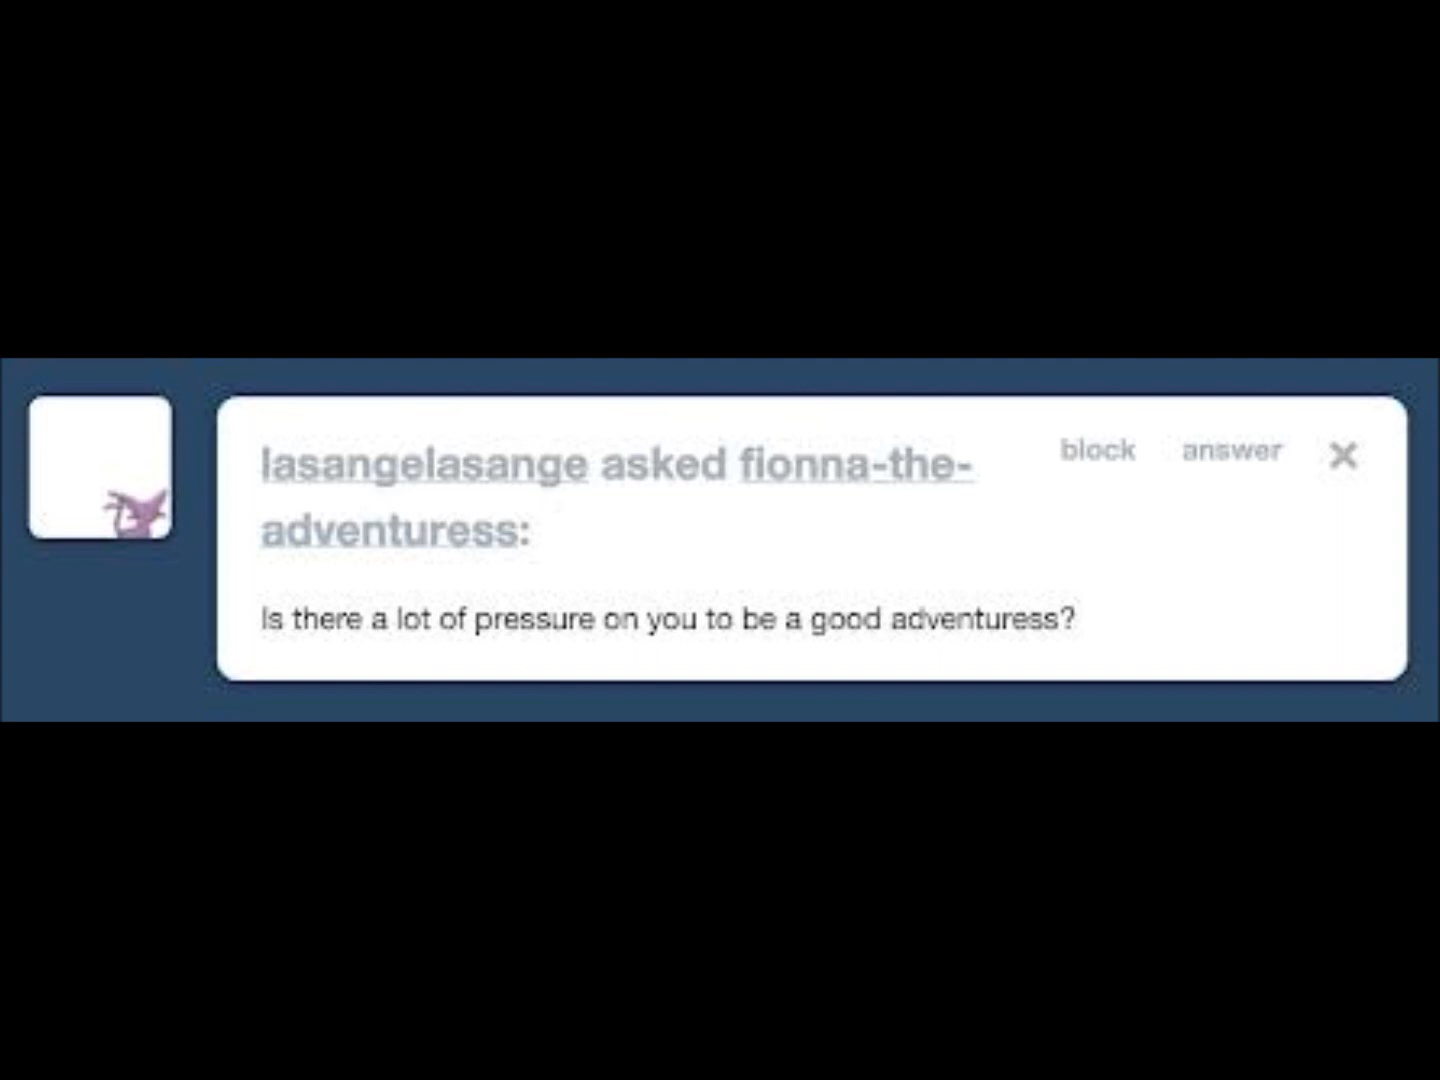 lasangelasange asked fionna-the-
block answer ×
adventuress:
Is there a lot of pressure on you to be a good adventuress?